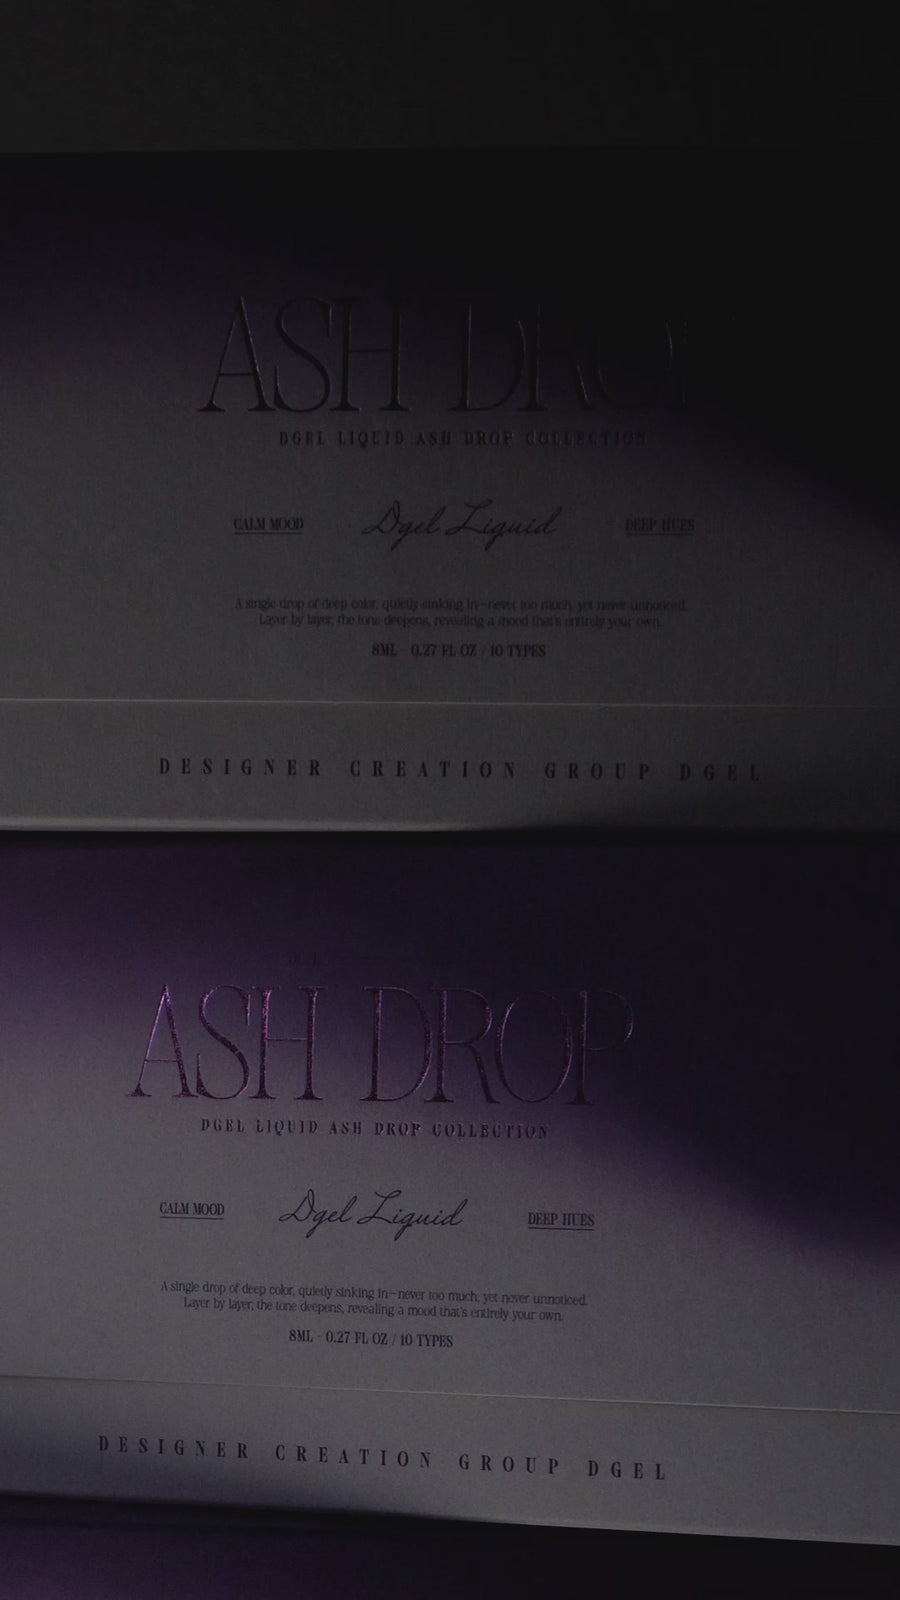 ASH DROP
DGEL LIQUID ASH DROP COLLECTION
CALM MOOD Dgel Liquid DEEP HUES
A single drop of deep color, quietly sinking in—never too much, yet never unnoticed.
Layer by layer, the tone deepens, revealing a mood that's entirely your own.
8ML - 0.27 FL OZ / 10 TYPES
DESIGNER CREATION GROUP DGEL
ASH DROP
DGEL LIQUID ASH DROP COLLECTION
CALM MOOD Dgel Liquid DEEP HUES
A single drop of deep color, quietly sinking in—never too much, yet never unnoticed.
Layer by layer, the tone deepens, revealing a mood that's entirely your own.
8ML - 0.27 FL OZ / 10 TYPES
DESIGNER CREATION GROUP DGEL